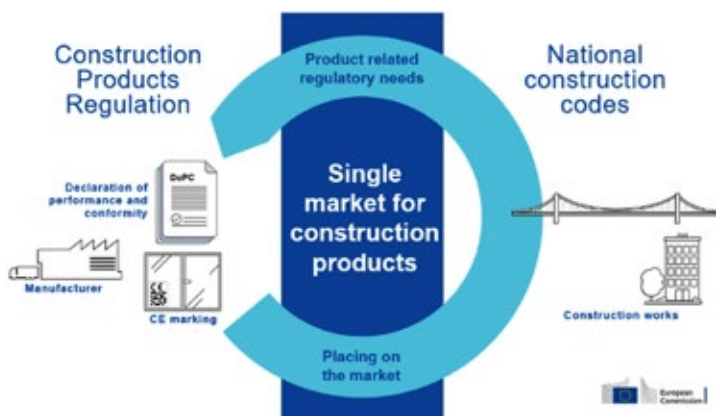 Construction
Products
Regulation
Product related
regulatory needs
National
construction
codes
DoPC
Declaration of
performance and
conformity
Single
market for
construction
products
Manufacturer
CE
CE marking
Construction works
Placing on
the market
European
Commission